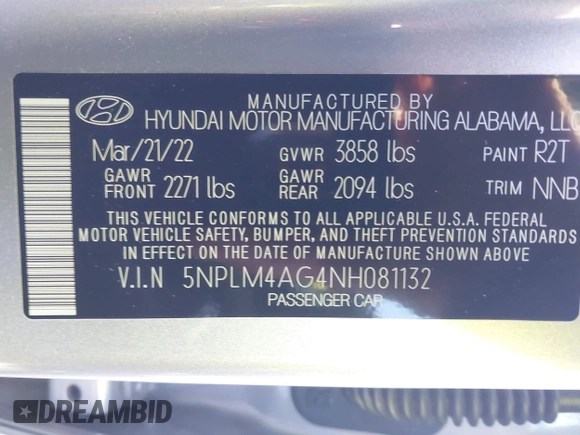 MANUFACTURED BY
HYUNDAI MOTOR MANUFACTURING ALABAMA, LLC
Mar/21/22 GVWR 3858 lbs PAINT R2T
GAWR FRONT 2271 lbs GAWR REAR 2094 lbs TRIM NNB
THIS VEHICLE CONFORMS TO ALL APPLICABLE U.S.A. FEDERAL
MOTOR VEHICLE SAFETY, BUMPER, AND THEFT PREVENTION STANDARDS
IN EFFECT ON THE DATE OF MANUFACTURE SHOWN ABOVE.
V.I.N 5NPLM4AG4NH081132
PASSENGER CAR
DREAMBID